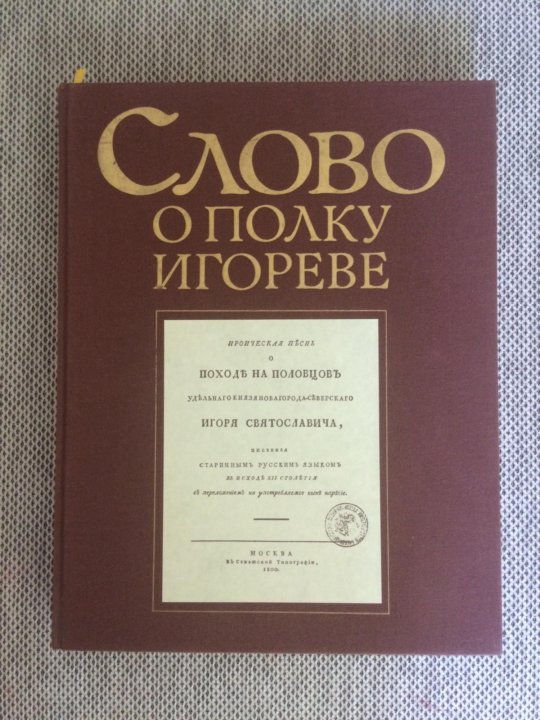 СЛОВО
О ПОЛКУ
ИГОРЕВЕ
ИРОИЧЕСКАЯ ПѢСНЬ
О
ПОХОДѢ НА ПОЛОВЦОВЪ
УДѢЛЬНАГО КНЯЗЯ НОВАГОРОДА-СѢВЕРСКАГО
ИГОРЯ СВЯТОСЛАВИЧА,
ПИСАННАЯ
СТАРИННЫМЪ РУССКИМЪ ЯЗЫКОМЪ
ВЪ ИСХОДѢ XII СТОЛѢТІЯ
съ переложеніемъ на употребляемое нынѣ нарѣчіе.
МОСКВА
Въ Сенатской Типографіи,
1800.